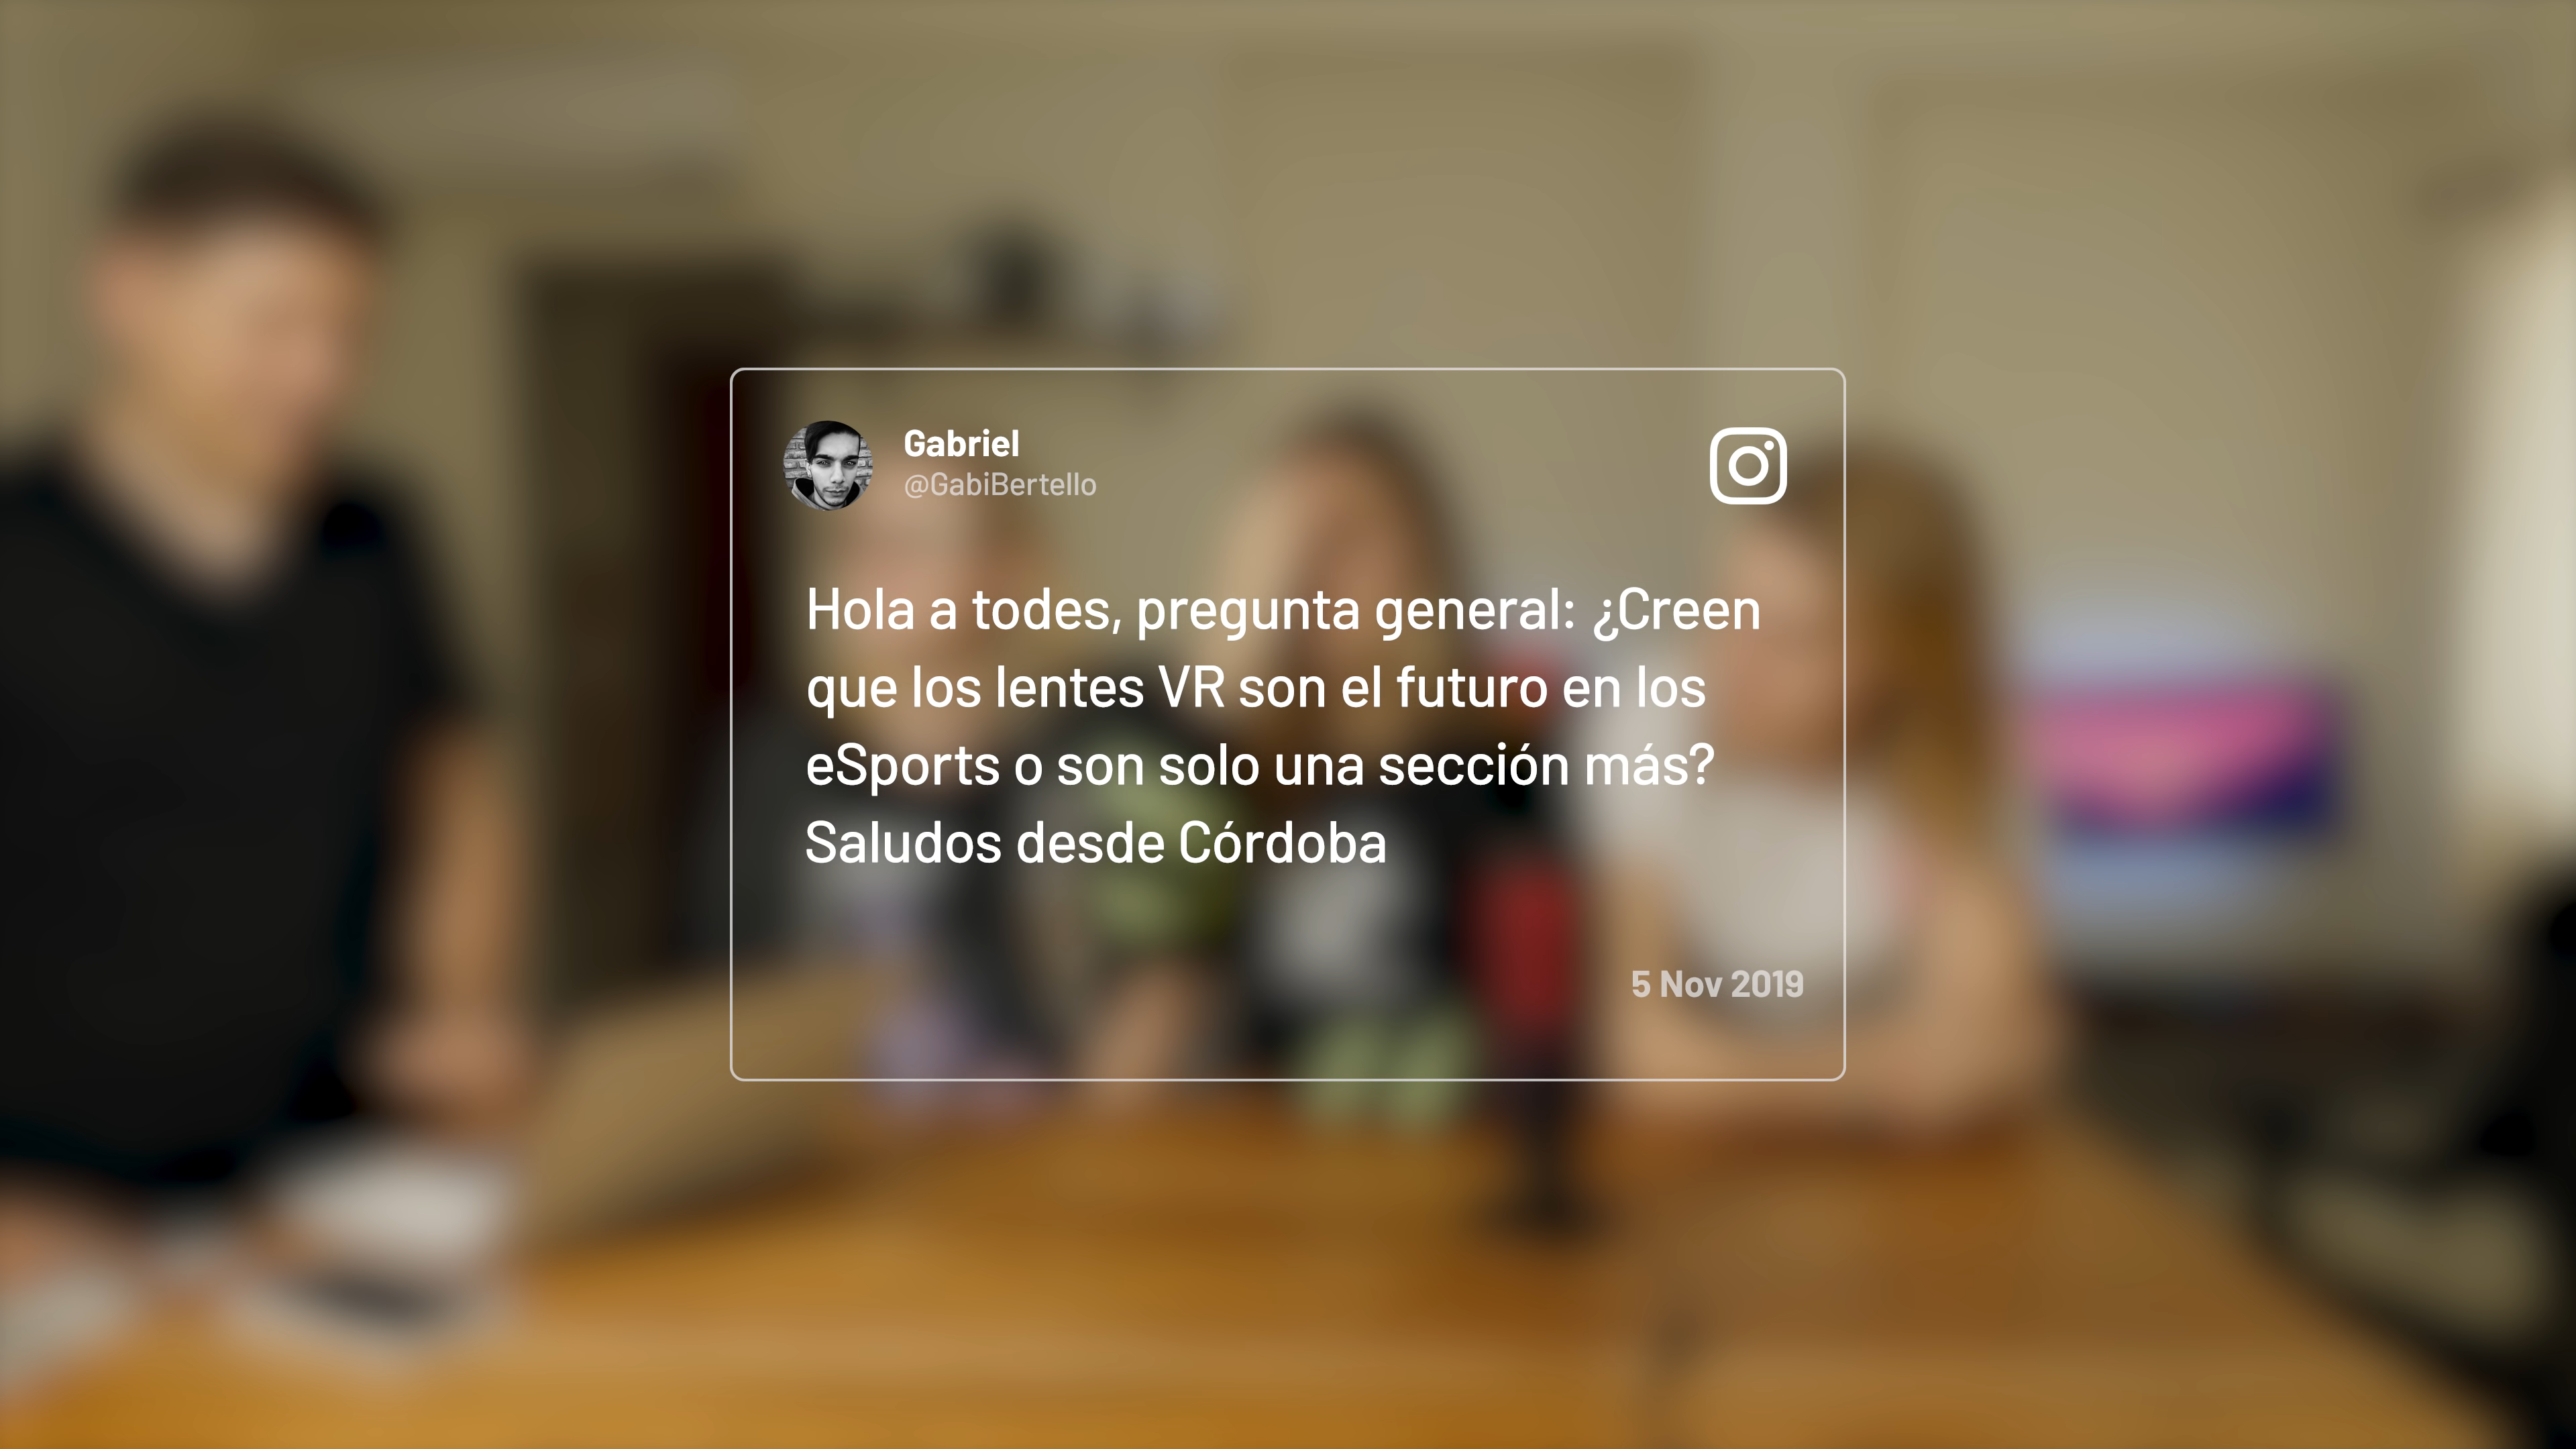 Gabriel
@GabiBertello
Hola a todes, pregunta general: ¿Creen
que los lentes VR son el futuro en los
eSports o son solo una sección más?
Saludos desde Córdoba
5 Nov 2019